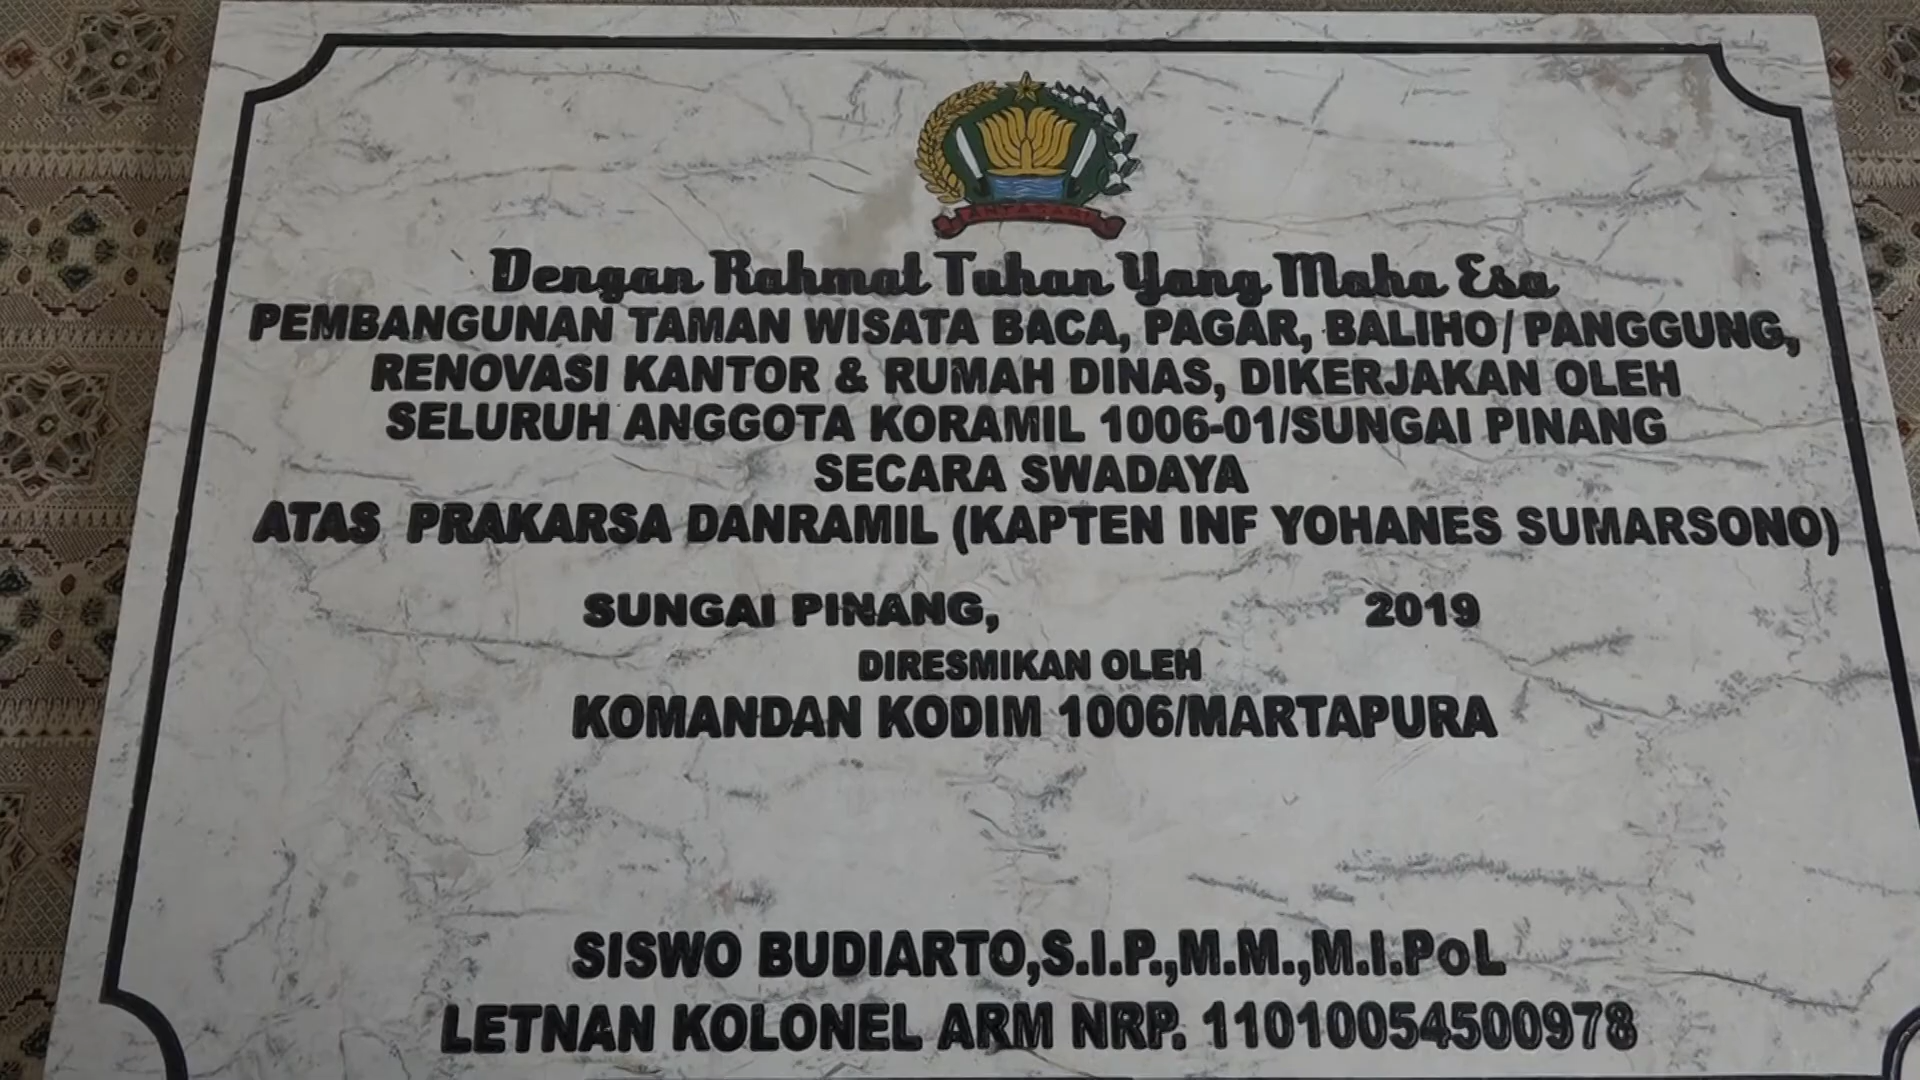 ANTASARI
Dengan Rahmat Tuhan Yang Maha Esa
PEMBANGUNAN TAMAN WISATA BACA, PAGAR, BALIHO/PANGGUNG,
RENOVASI KANTOR & RUMAH DINAS, DIKERJAKAN OLEH
SELURUH ANGGOTA KORAMIL 1006-01/SUNGAI PINANG
SECARA SWADAYA
ATAS PRAKARSA DANRAMIL (KAPTEN INF YOHANES SUMARSONO)
SUNGAI PINANG, 2019
DIRESMIKAN OLEH
KOMANDAN KODIM 1006/MARTAPURA
SISWO BUDIARTO,S.I.P.,M.M.,M.I.PoL
LETNAN KOLONEL ARM NRP. 11010054500978